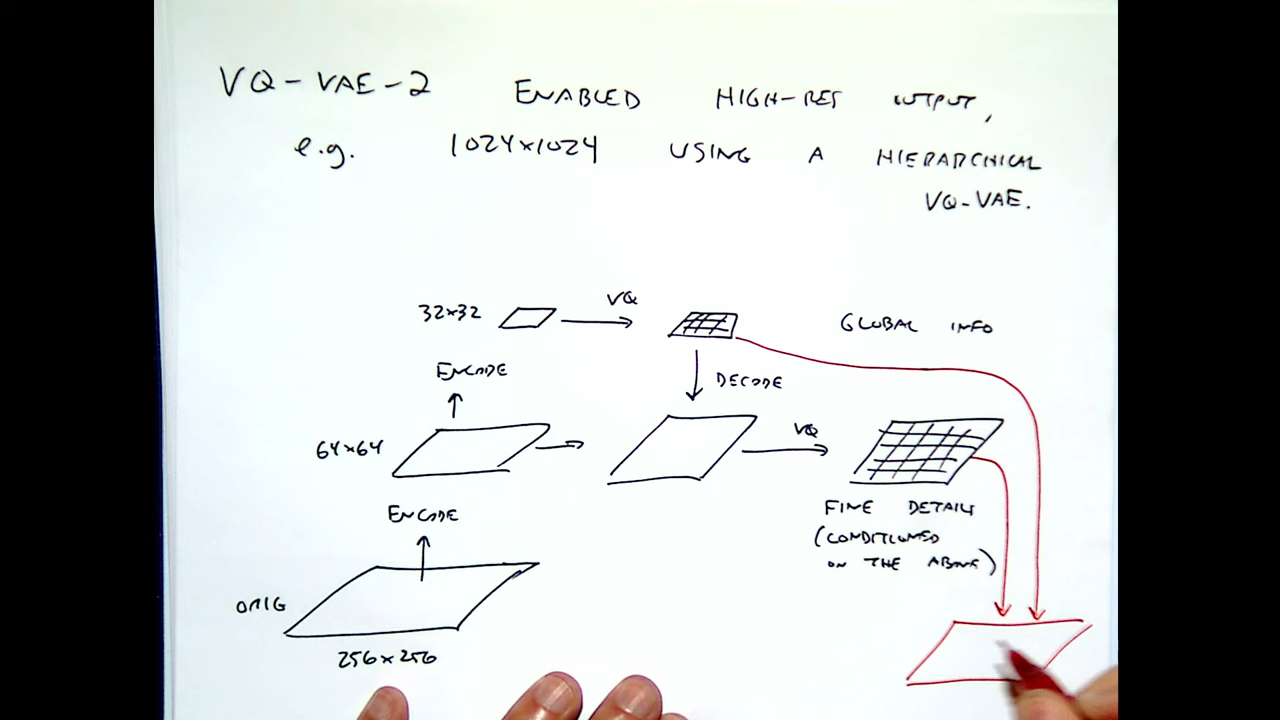 VQ-VAE-2 ENABLED HIGH-RES OUTPUT,
e.g. 1024x1024 USING A HIERARCHICAL
VQ-VAE.
32x32
VQ
GLOBAL INFO
ENCODE
DECODE
64x64
VQ
ENCODE
FINE DETAILS
(CONDITIONED
ON THE ABOVE)
ORIG
256x256